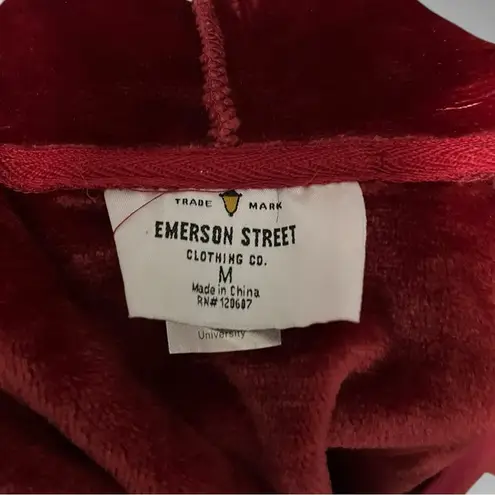 TRADE MARK
EMERSON STREET
CLOTHING CO.
M
Made in China
RN# 120607
University